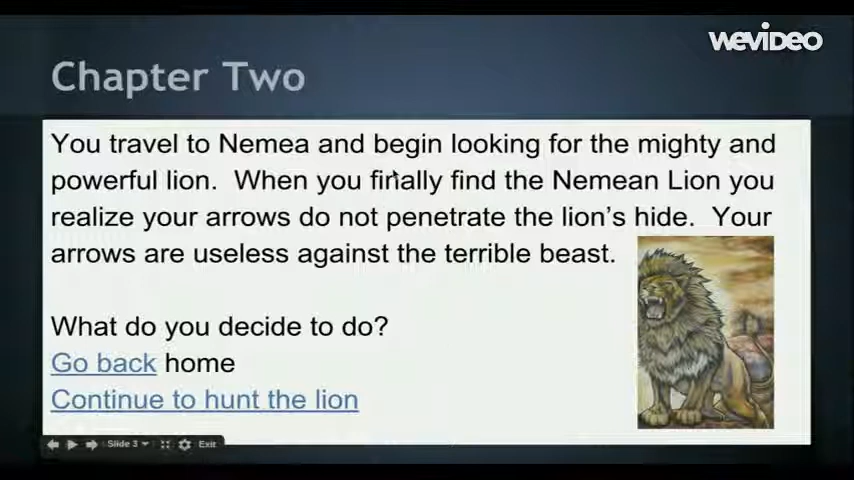 wevideo
Chapter Two
You travel to Nemea and begin looking for the mighty and
powerful lion. When you finally find the Nemean Lion you
realize your arrows do not penetrate the lion's hide. Your
arrows are useless against the terrible beast.
What do you decide to do?
Go back home
Continue to hunt the lion
Slide 3 Exit